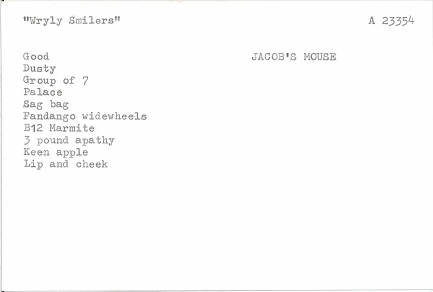 "Wryly Smilers" A 23354
Good JACOB'S MOUSE
Dusty
Group of 7
Palace
Sag bag
Fandango widewheels
B12 Marmite
3 pound apathy
Keen apple
Lip and cheek